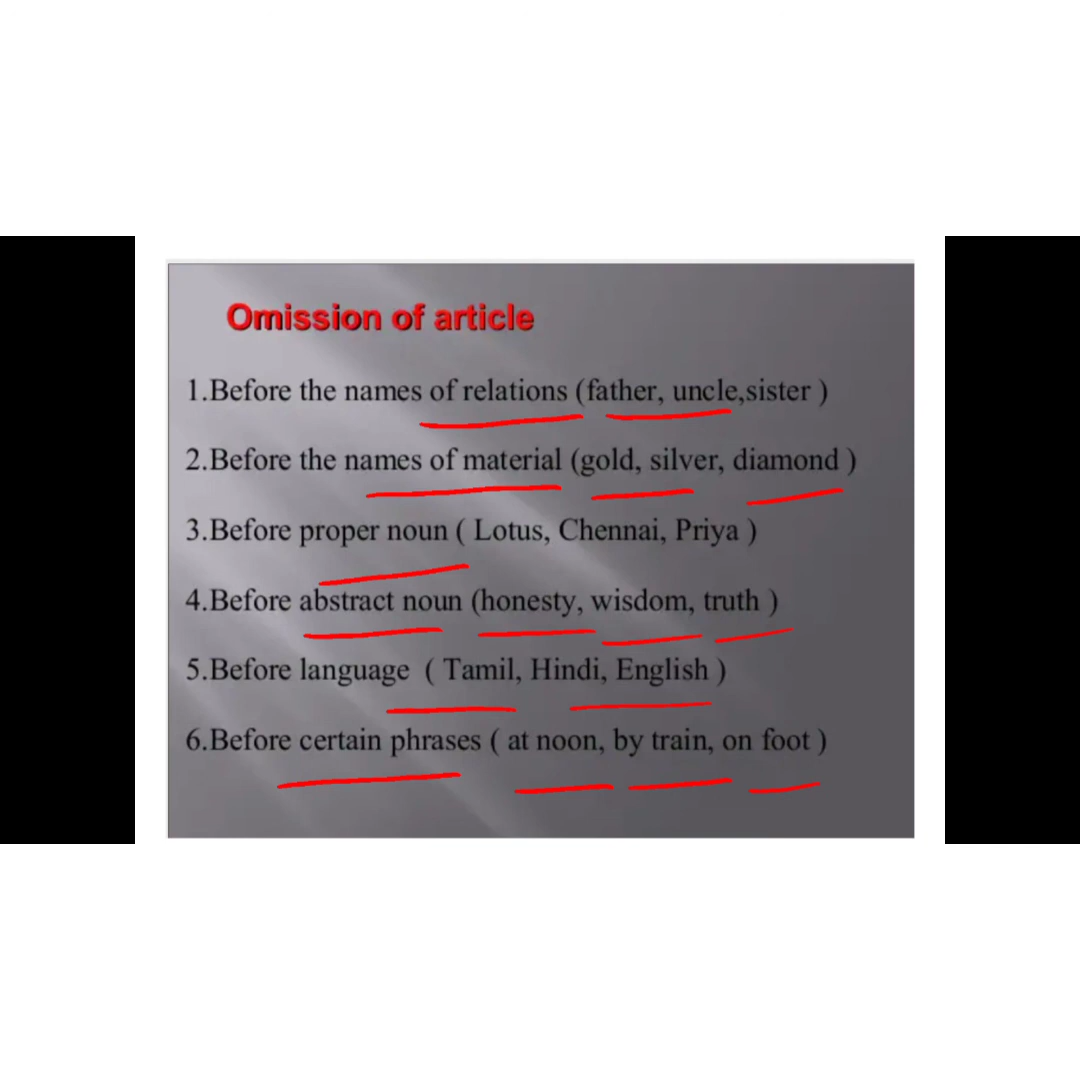 Omission of article
1.Before the names of relations (father, uncle,sister )
2.Before the names of material (gold, silver, diamond )
3.Before proper noun ( Lotus, Chennai, Priya )
4.Before abstract noun (honesty, wisdom, truth )
5.Before language ( Tamil, Hindi, English )
6.Before certain phrases ( at noon, by train, on foot )